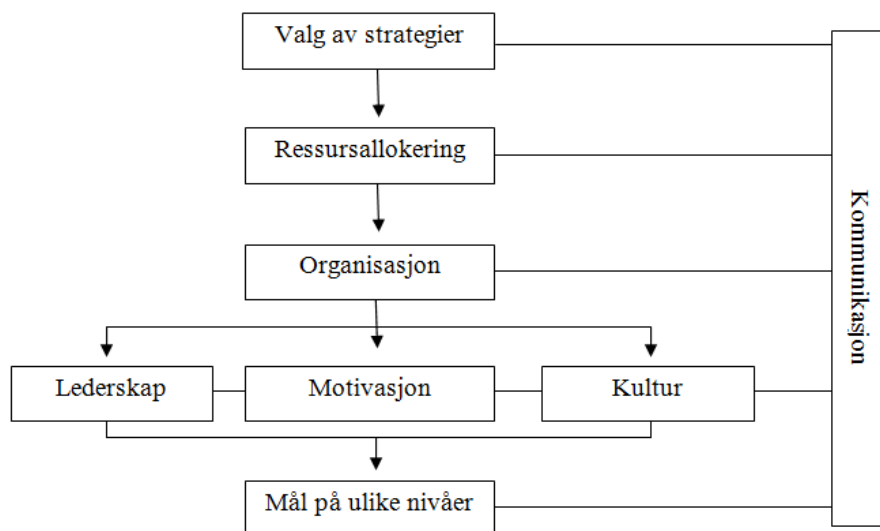 Valg av strategier
Ressursallokering
Organisasjon
Lederskap
Motivasjon
Kultur
Mål på ulike nivåer
Kommunikasjon